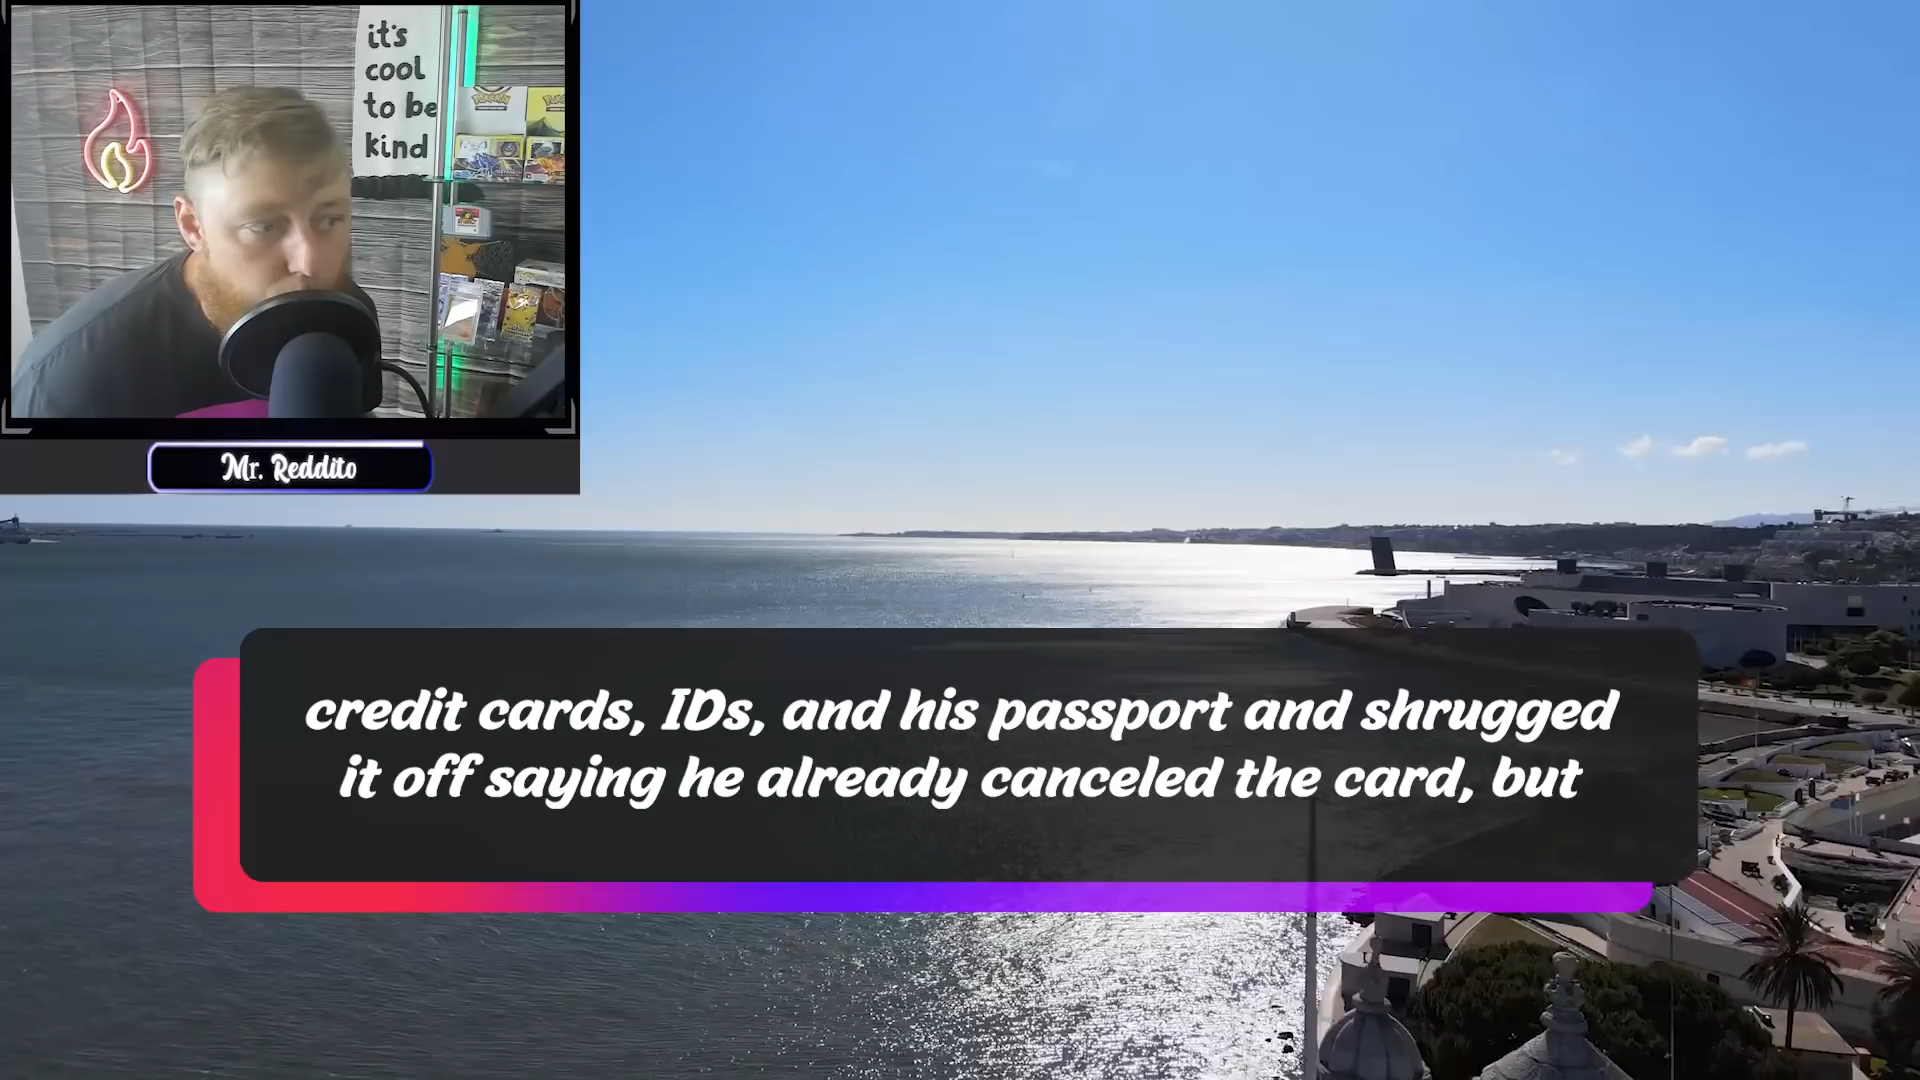 it's
cool
to be
kind
Mr. Reddito
credit cards, IDs, and his passport and shrugged
it off saying he already canceled the card, but